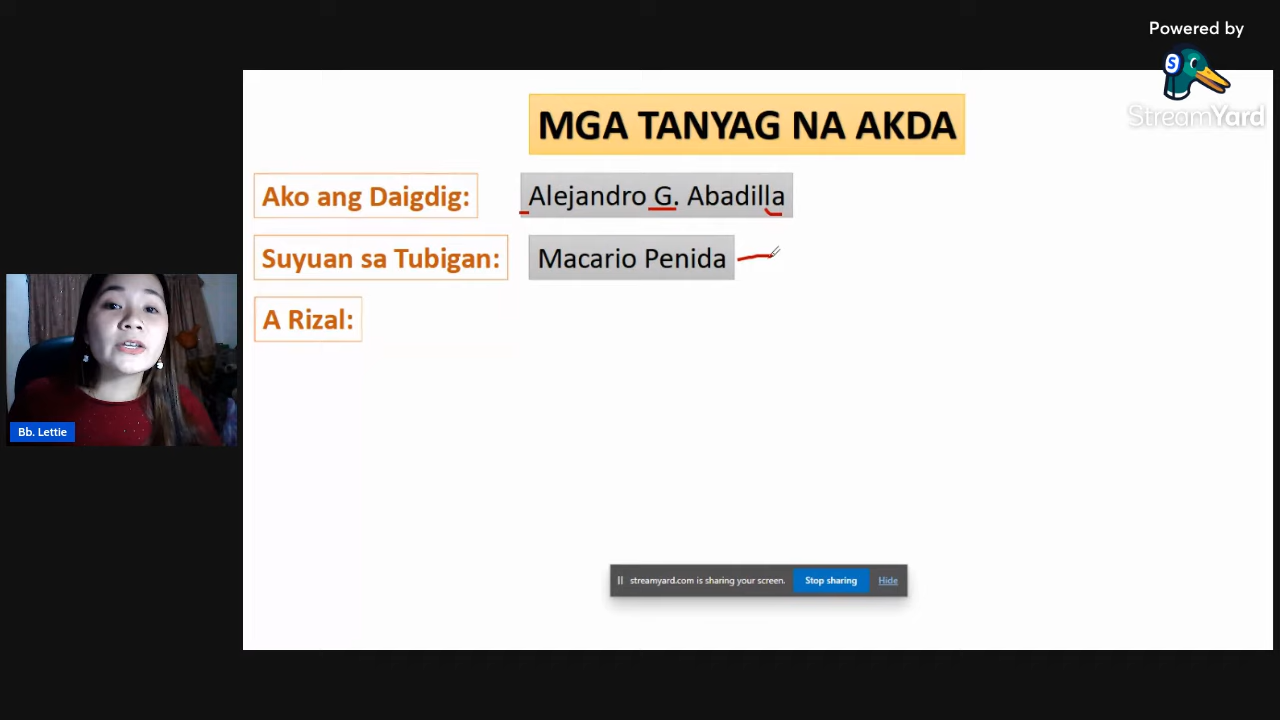 Powered by
StreamYard
MGA TANYAG NA AKDA
Ako ang Daigdig: Alejandro G. Abadilla
Suyuan sa Tubigan: Macario Penida
A Rizal:
Bb. Lettie
streamyard.com is sharing your screen. Stop sharing Hide